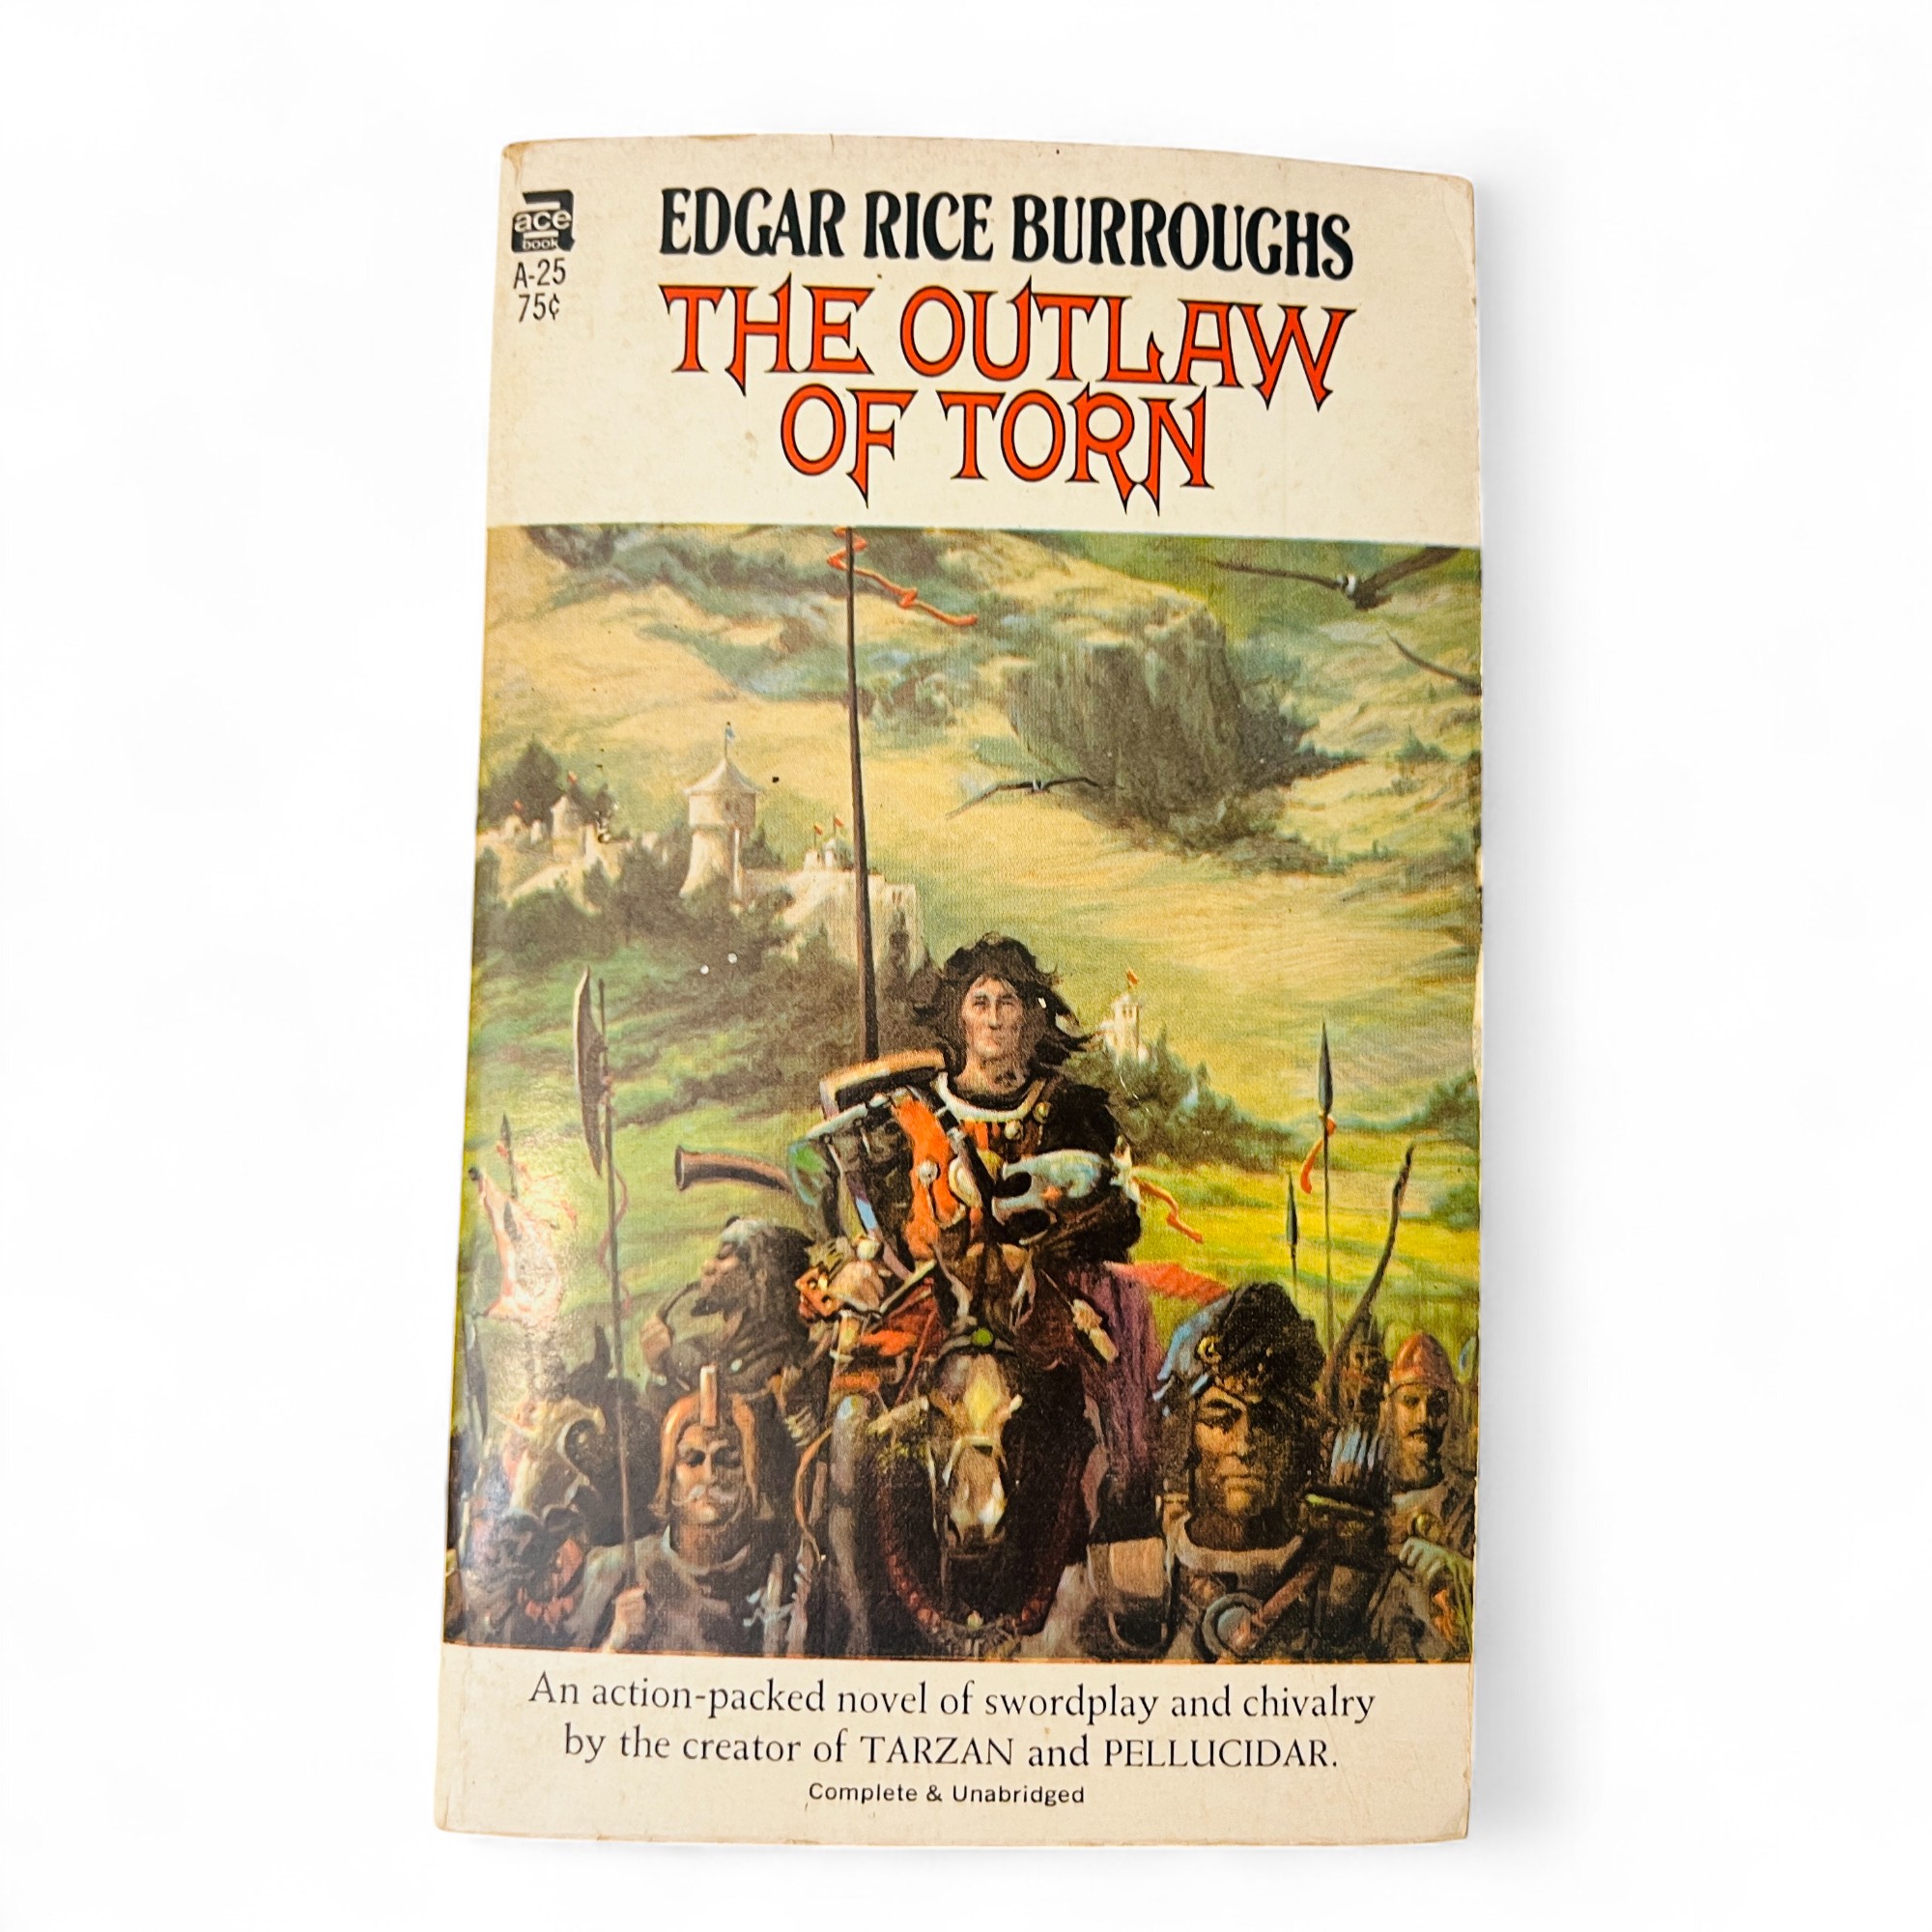 ace
book
A-25
75¢
EDGAR RICE BURROUGHS
THE OUTLAW
OF TORN
An action-packed novel of swordplay and chivalry
by the creator of TARZAN and PELLUCIDAR.
Complete & Unabridged